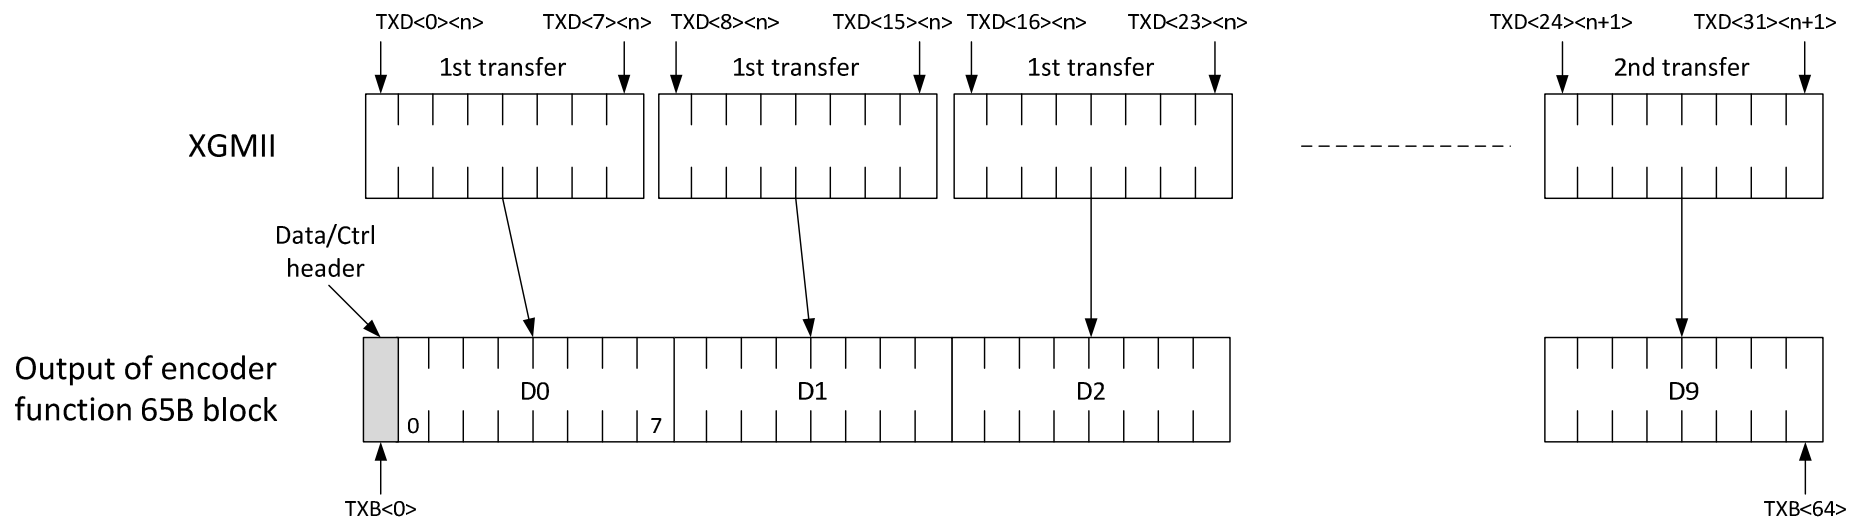 TXD<0><n> TXD<7><n> TXD<8><n> TXD<15><n> TXD<16><n> TXD<23><n> TXD<24><n+1> TXD<31><n+1>
1st transfer 1st transfer 1st transfer 2nd transfer
XGMII
Data/Ctrl
header
Output of encoder
function 65B block
D0 D1 D2 D9
0 7
TXB<0> TXB<64>